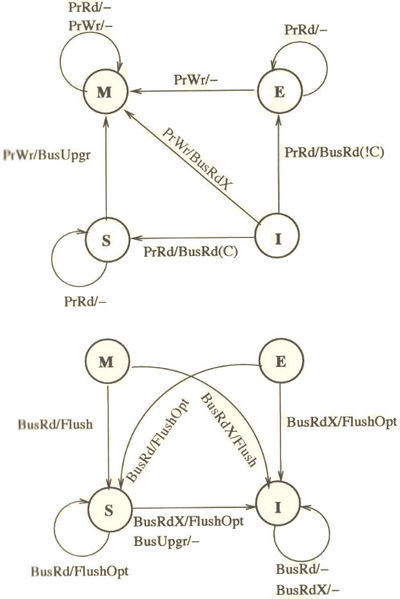 PrRd/–
PrWr/–
PrRd/–
M
PrWr/–
E
PrWr/BusUpgr
PrWr/BusRdX
PrRd/BusRd(!C)
S
I
PrRd/BusRd(C)
PrRd/–
M
E
BusRd/Flush
BusRd/FlushOpt
BusRdX/Flush
BusRdX/FlushOpt
S
I
BusRdX/FlushOpt
BusUpgr/–
BusRd/FlushOpt
BusRd/–
BusRdX/–